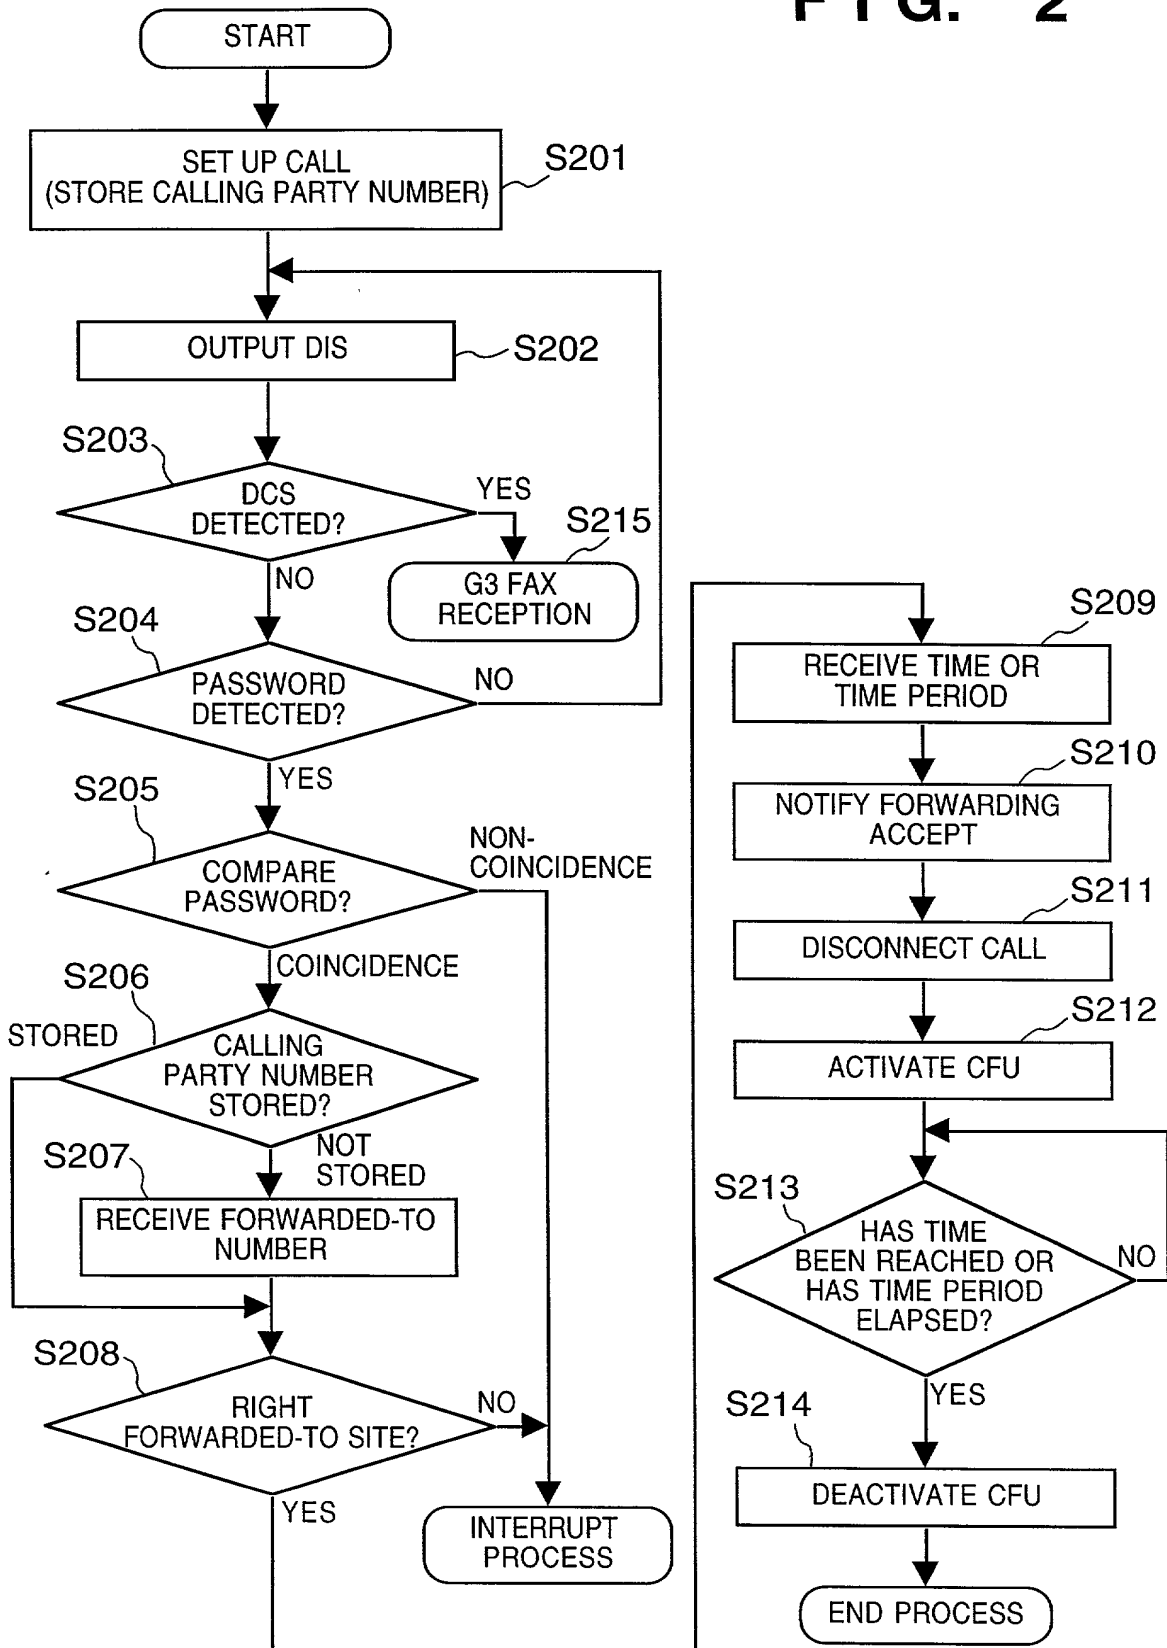 FIG. 2
START
SET UP CALL
(STORE CALLING PARTY NUMBER)
S201
OUTPUT DIS
S202
S203
DCS
DETECTED?
YES
NO
S215
G3 FAX
RECEPTION
S204
PASSWORD
DETECTED?
NO
YES
S205
COMPARE
PASSWORD?
NON-
COINCIDENCE
COINCIDENCE
S206
STORED
CALLING
PARTY NUMBER
STORED?
NOT
STORED
S207
RECEIVE FORWARDED-TO
NUMBER
S208
RIGHT
FORWARDED-TO SITE?
NO
YES
INTERRUPT
PROCESS
S209
RECEIVE TIME OR
TIME PERIOD
S210
NOTIFY FORWARDING
ACCEPT
S211
DISCONNECT CALL
S212
ACTIVATE CFU
S213
HAS TIME
BEEN REACHED OR
HAS TIME PERIOD
ELAPSED?
NO
YES
S214
DEACTIVATE CFU
END PROCESS